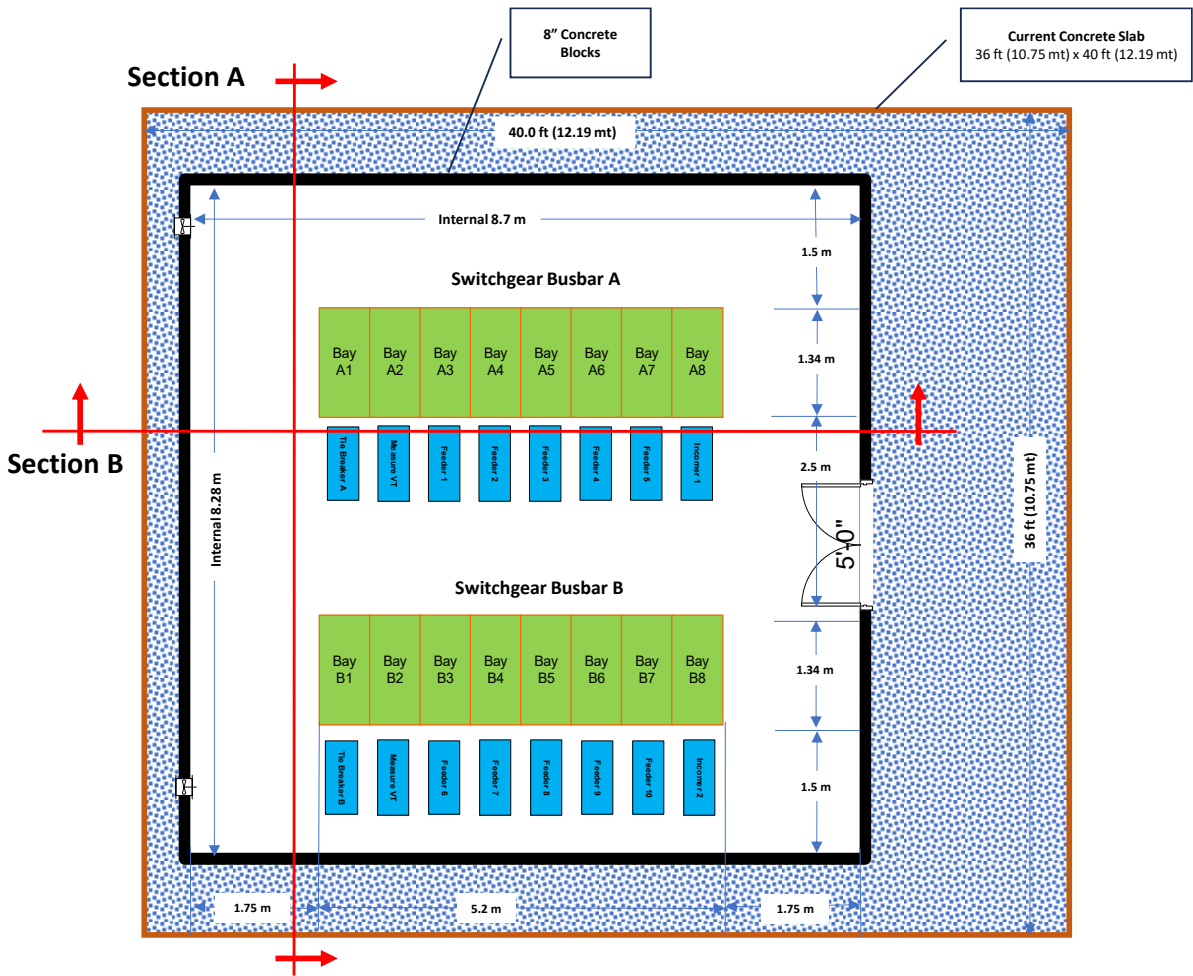 8” Concrete
Blocks
Current Concrete Slab
36 ft (10.75 mt) x 40 ft (12.19 mt)
Section A
40.0 ft (12.19 mt)
Internal 8.7 m
1.5 m
Switchgear Busbar A
Bay
A1
Bay
A2
Bay
A3
Bay
A4
Bay
A5
Bay
A6
Bay
A7
Bay
A8
1.34 m
Section B
Tie Breaker A
Measure VT
Feeder 1
Feeder 2
Feeder 3
Feeder 4
Feeder 5
Incomer 1
2.5 m
Internal 8.28 m
36 ft (10.75 mt)
5'-0"
Switchgear Busbar B
Bay
B1
Bay
B2
Bay
B3
Bay
B4
Bay
B5
Bay
B6
Bay
B7
Bay
B8
1.34 m
Tie Breaker B
Measure VT
Feeder 6
Feeder 7
Feeder 8
Feeder 9
Feeder 10
Incomer 2
1.5 m
1.75 m
5.2 m
1.75 m